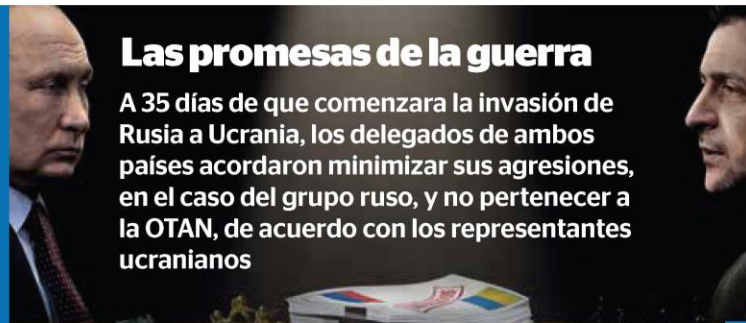 Las promesas de la guerra
A 35 días de que comenzara la invasión de
Rusia a Ucrania, los delegados de ambos
países acordaron minimizar sus agresiones,
en el caso del grupo ruso, y no pertenecer a
la OTAN, de acuerdo con los representantes
ucranianos